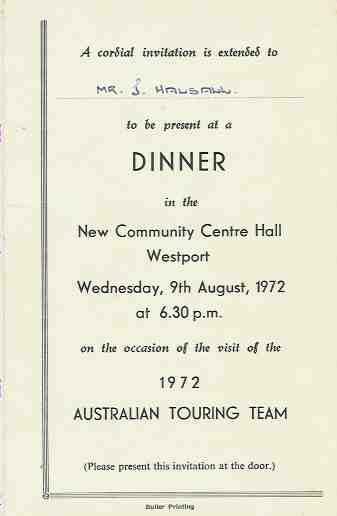 A cordial invitation is extended to
MR. J. HALSALL.
to be present at a
DINNER
in the
New Community Centre Hall
Westport
Wednesday, 9th August, 1972
at 6.30 p.m.
on the occasion of the visit of the
1972
AUSTRALIAN TOURING TEAM
(Please present this invitation at the door.)
Buller Printing